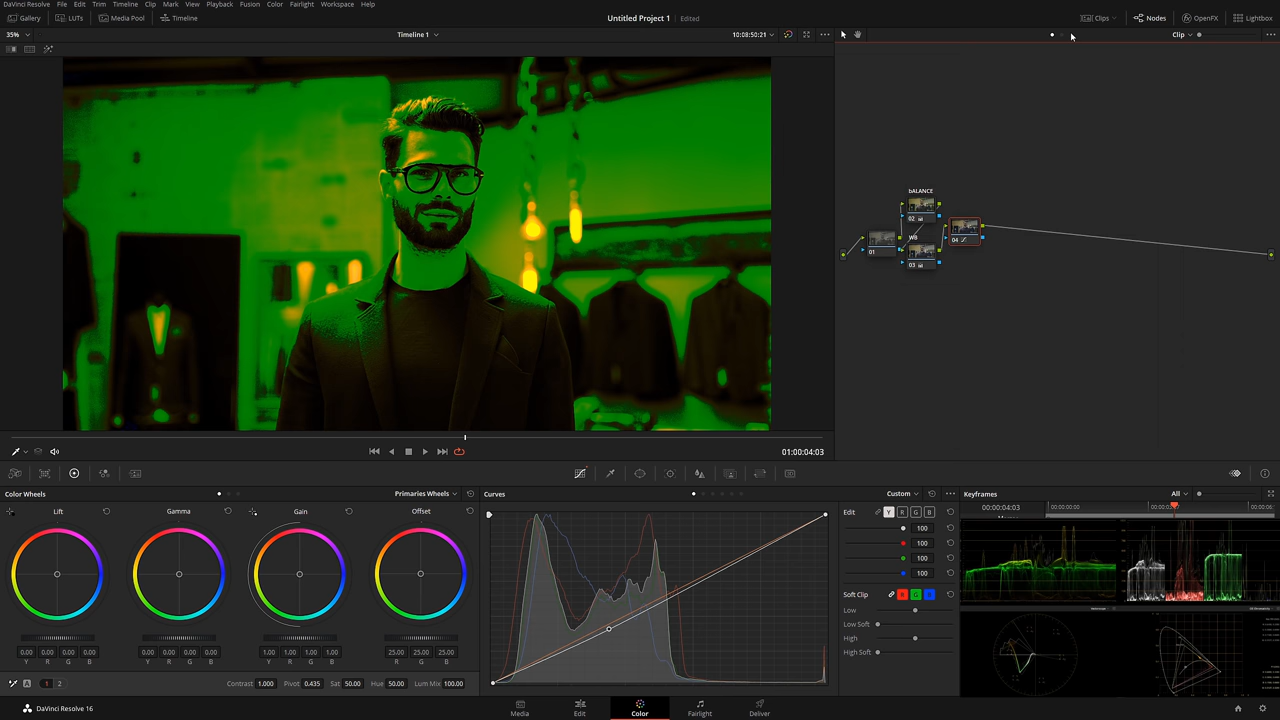 DaVinci Resolve File Edit Trim Timeline Clip Mark View Playback Fusion Color Fairlight Workspace Help
Gallery LUTs Media Pool Timeline Untitled Project 1 Edited Clips Nodes OpenFX Lightbox
35% Timeline 1 10:08:50:21 Clip
bALANCE
02
WB
01 04
03
01:00:04:03
Color Wheels Primaries Wheels Curves Custom Keyframes All
Lift Gamma Gain Offset
00:00:04:03 00:00:00:00 00:00:06:
Edit Y R G B
100
100
100
100
Soft Clip R G B
Low
Low Soft
High
High Soft
0.00 0.00 0.00 0.00 0.00 0.00 0.00 0.00 1.00 1.00 1.00 1.00 25.00 25.00 25.00
Y R G B Y R G B Y R G B R G B
A 1 2 Contrast 1.000 Pivot 0.435 Sat 50.00 Hue 50.00 Lum Mix 100.00
DaVinci Resolve 16 Media Edit Color Fairlight Deliver